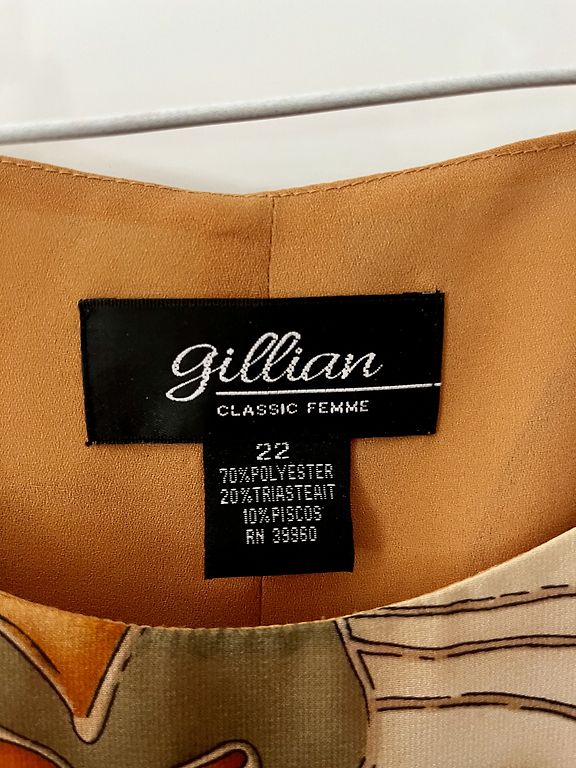 gillian
CLASSIC FEMME
22
70%POLYESTER
20%TRIASTEAIT
10%PISCOS
RN 39960